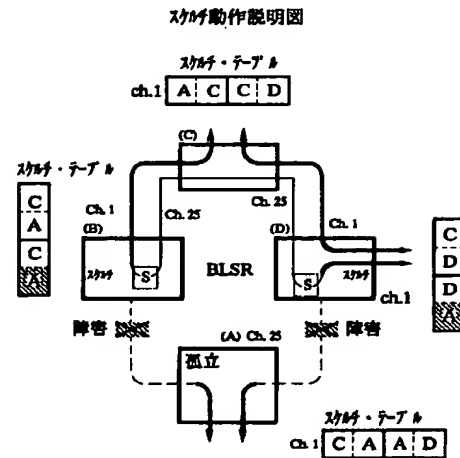 スケルチ動作説明図
スケルチ・テーブル
ch.1 A C C D
(C)
スケルチ・テーブル
C
A
C
A
Ch. 1
Ch. 25
Ch. 25
Ch. 1
(B)
(D)
スケルチ
S
BLSR
S
スケルチ
ch.1
C
D
D
A
障害
障害
(A) Ch. 25
孤立
スケルチ・テーブル
Ch. 1 C A A D